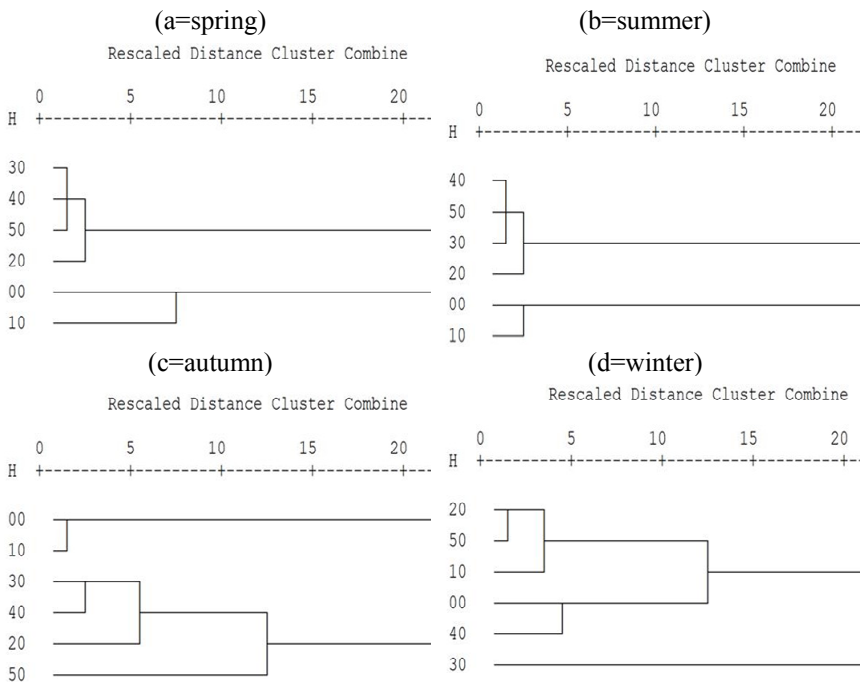 (a=spring)
Rescaled Distance Cluster Combine
0 5 10 15 20
H +---------+---------+---------+---------+---
30
40
50
20
00
10
(b=summer)
Rescaled Distance Cluster Combine
0 5 10 15 20
H +---------+---------+---------+---------+---
40
50
30
20
00
10
(c=autumn)
Rescaled Distance Cluster Combine
0 5 10 15 20
H +---------+---------+---------+---------+---
00
10
30
40
20
50
(d=winter)
Rescaled Distance Cluster Combine
0 5 10 15 20
H +---------+---------+---------+---------+--
20
50
10
00
40
30